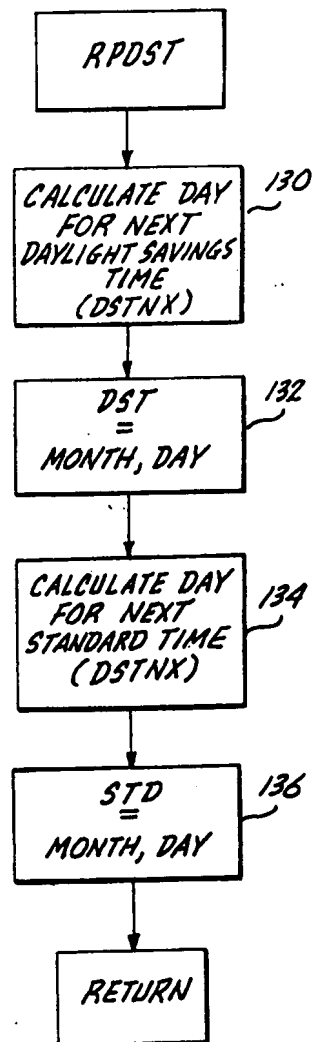 RPDST
CALCULATE DAY
FOR NEXT
DAYLIGHT SAVINGS
TIME
(DSTNX)
130
DST
=
MONTH, DAY
132
CALCULATE DAY
FOR NEXT
STANDARD TIME
(DSTNX)
134
STD
=
MONTH, DAY
136
RETURN